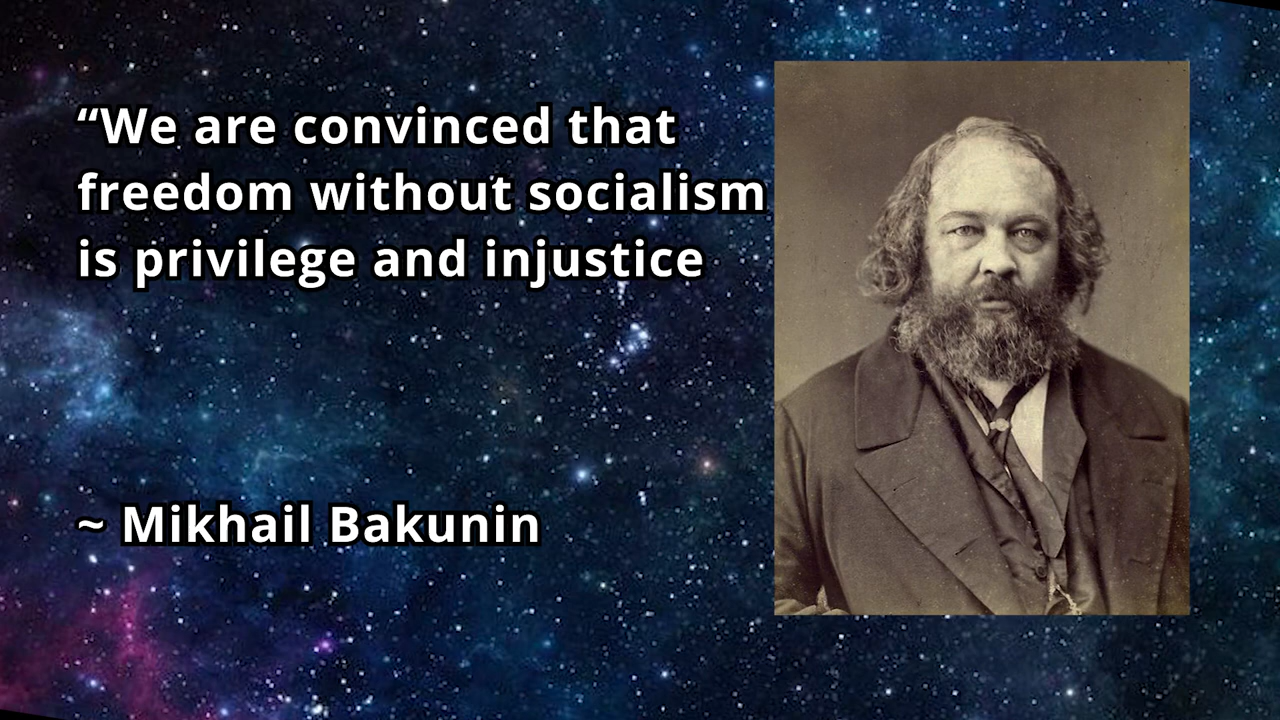 “We are convinced that
freedom without socialism
is privilege and injustice
~ Mikhail Bakunin